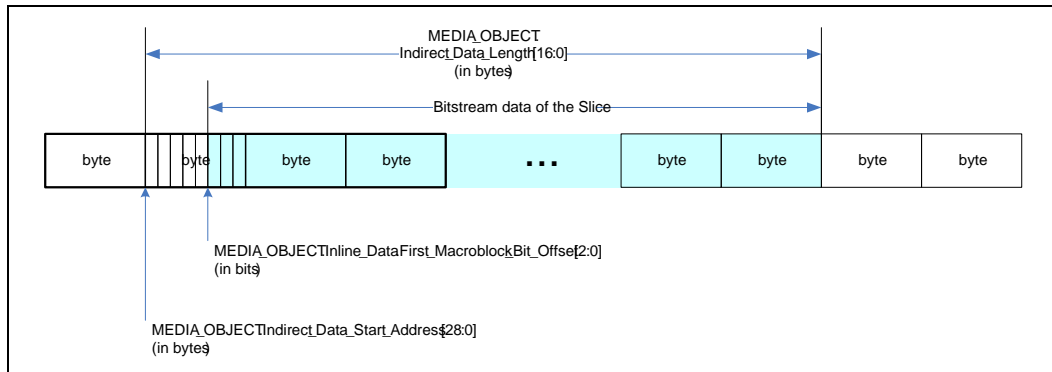 MEDIA_OBJECT
Indirect_Data_Length[16:0]
(in bytes)
Bitstream data of the Slice
byte byte byte byte ... byte byte byte byte
MEDIA_OBJECTInline_DataFirst_MacroblockBit_Offset[2:0]
(in bits)
MEDIA_OBJECTIndirect_Data_Start_Address[28:0]
(in bytes)